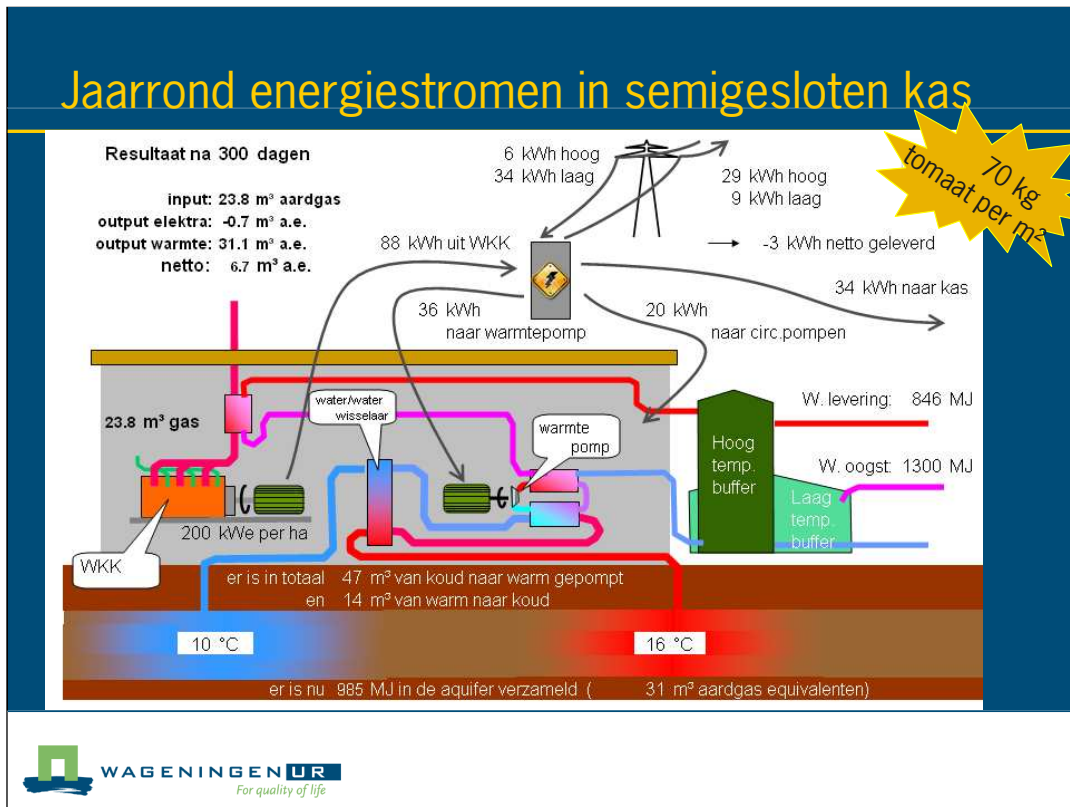 Jaarrond energiestromen in semigesloten kas
70 kg
tomaat per m²
Resultaat na 300 dagen
input: 23.8 m³ aardgas
output elektra: -0.7 m³ a.e.
output warmte: 31.1 m³ a.e.
netto: 6.7 m³ a.e.
6 kWh hoog
34 kWh laag
29 kWh hoog
9 kWh laag
88 kWh uit WKK
-3 kWh netto geleverd
34 kWh naar kas
36 kWh
naar warmtepomp
20 kWh
naar circ.pompen
23.8 m³ gas
water/water
wisselaar
warmte
pomp
W. levering: 846 MJ
Hoog
temp.
buffer
W. oogst: 1300 MJ
Laag
temp.
buffer
200 kWe per ha
WKK
er is in totaal 47 m³ van koud naar warm gepompt
en 14 m³ van warm naar koud
10 °C
16 °C
er is nu 985 MJ in de aquifer verzameld ( 31 m³ aardgas equivalenten)
WAGENINGEN UR
For quality of life